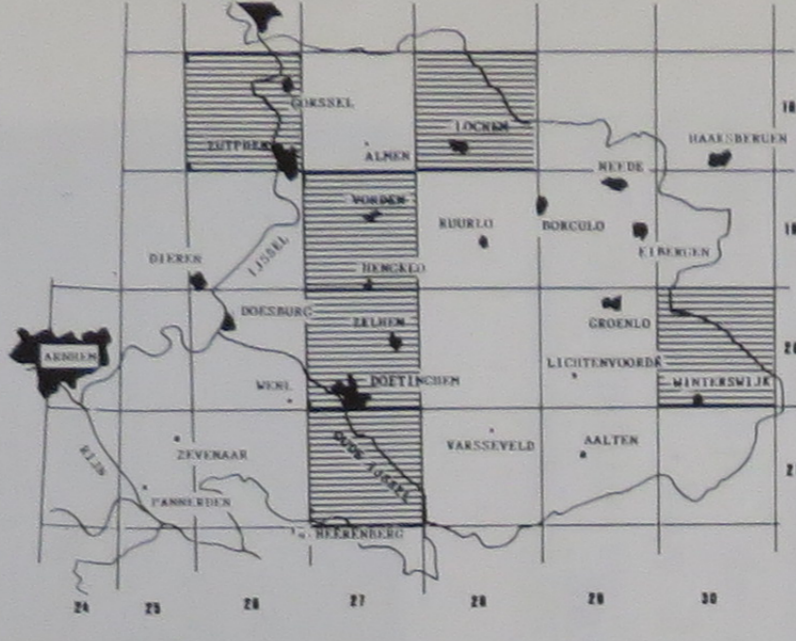 GORSSEL
ZUTPHEN
LOCHEM
ALMEN
HAAKSBERGEN
NEEDE
VORDEN
RUURLO
BORCULO
EIBERGEN
DIEREN
IJSSEL
HENGELO
DOESBURG
ZELHEM
GROENLO
ARNHEM
LICHTENVOORDE
WEHL
DOETINCHEM
WINTERSWIJK
OUDE IJSSEL
VARSSEVELD
AALTEN
RIJN
ZEVENAAR
PANNERDEN
'S HEERENBERG
24 25 26 27 28 29 30